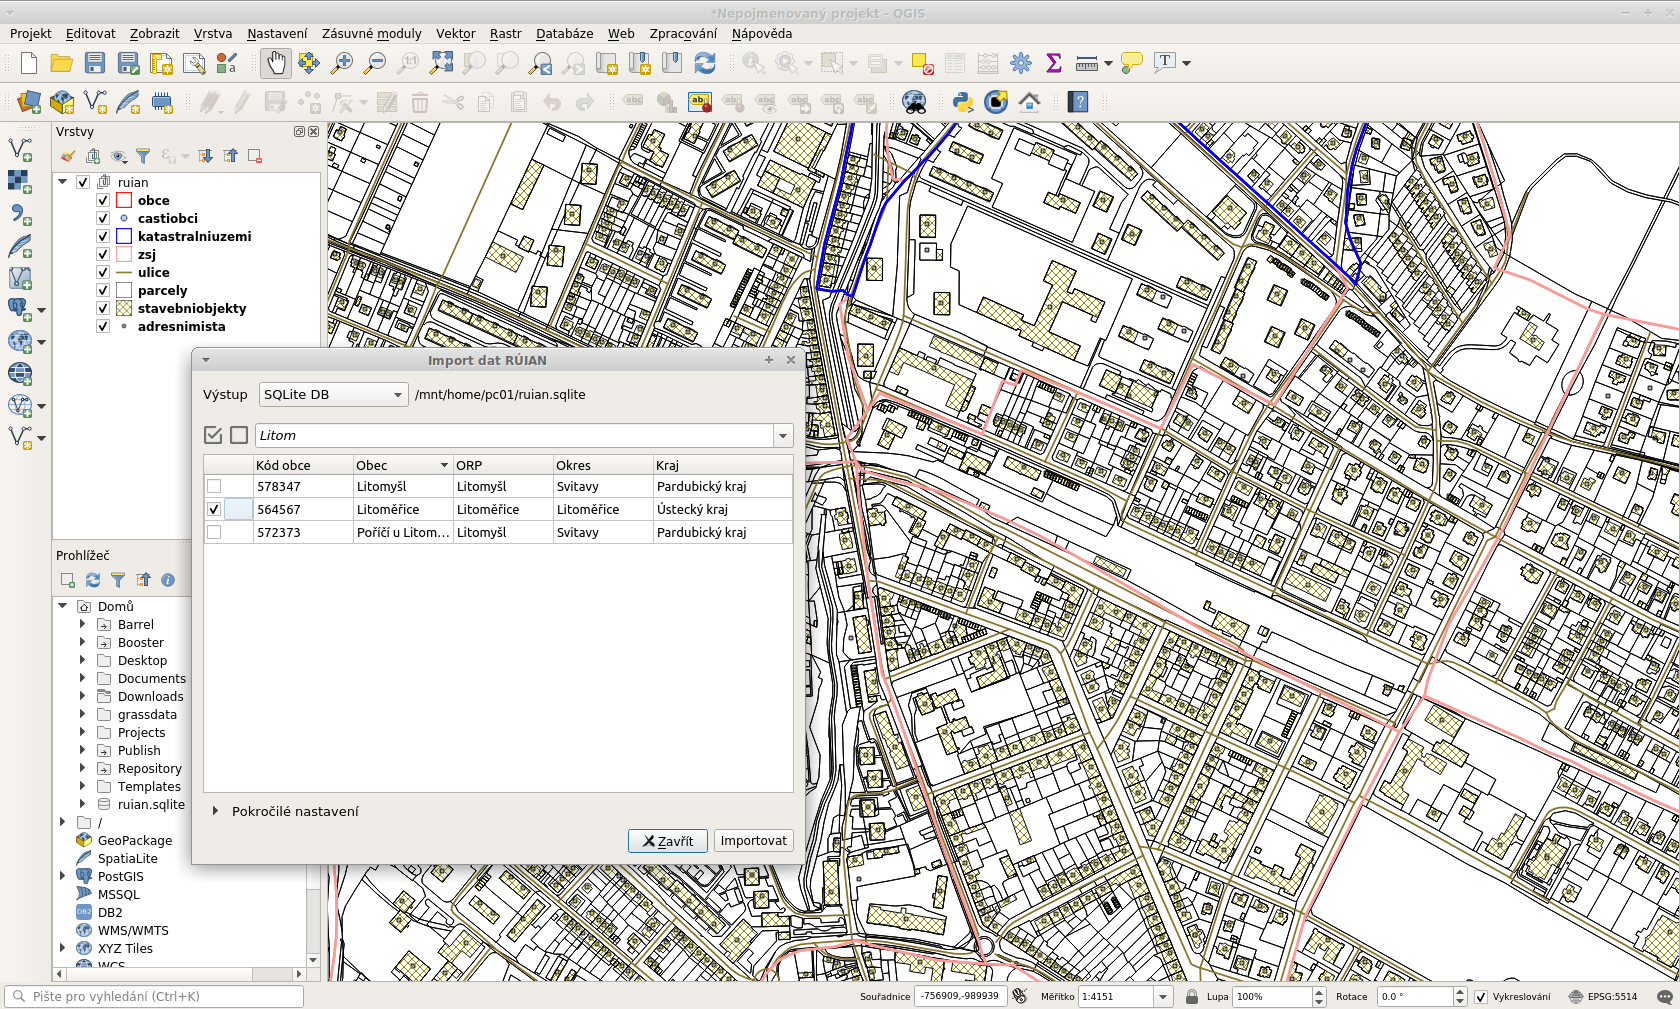 *Nepojmenovaný projekt - QGIS
Projekt Editovat Zobrazit Vrstva Nastavení Zásuvné moduly Vektor Rastr Databáze Web Zpracování Nápověda
Vrstvy
ruian
obce
castiobci
katastralniuzemi
zsj
ulice
parcely
stavebniobjekty
adresnimista
Import dat RÚIAN
Výstup SQLite DB /mnt/home/pc01/ruian.sqlite
Litom
Kód obce Obec ORP Okres Kraj
578347 Litomyšl Litomyšl Svitavy Pardubický kraj
564567 Litoměřice Litoměřice Litoměřice Ústecký kraj
572373 Poříčí u Litom... Litomyšl Svitavy Pardubický kraj
Pokročilé nastavení
Zavřít Importovat
Prohlížeč
Domů
Barrel
Booster
Desktop
Documents
Downloads
grassdata
Projects
Publish
Repository
Templates
ruian.sqlite
/
GeoPackage
SpatiaLite
PostGIS
MSSQL
DB2
WMS/WMTS
XYZ Tiles
WCS
Pište pro vyhledání (Ctrl+K)
Souřadnice -756909,-989939 Měřítko 1:4151 Lupa 100% Rotace 0.0 ° Vykreslování EPSG:5514